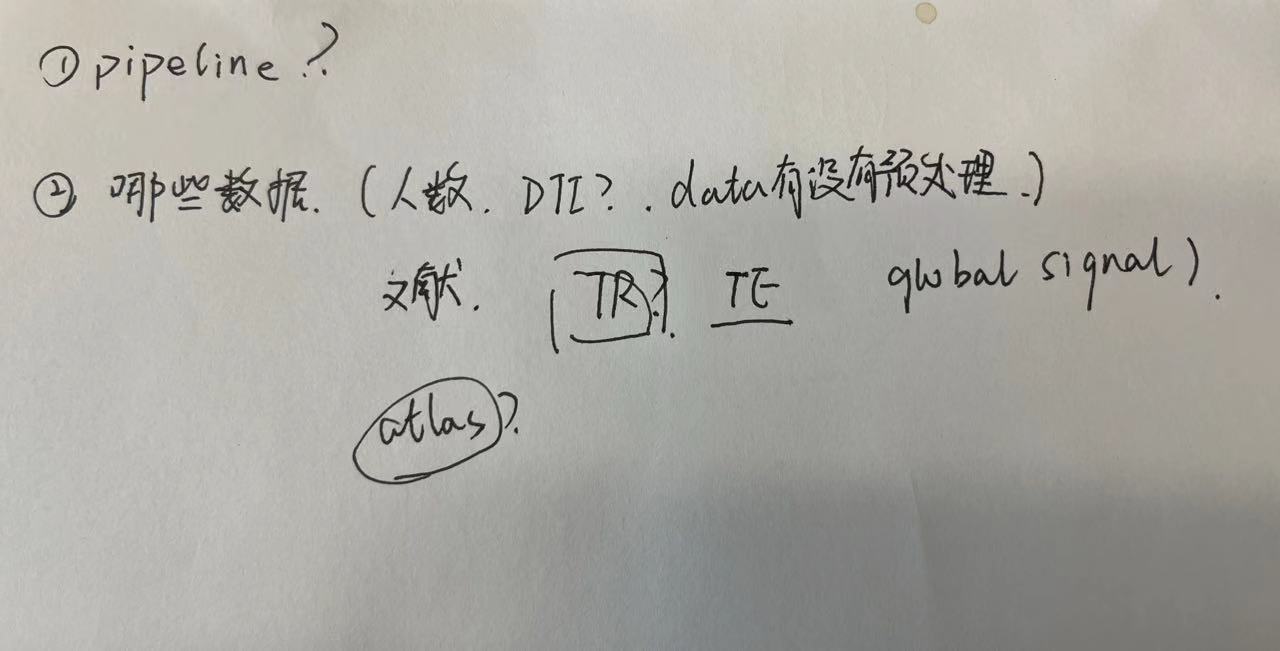 ① pipeline?
② 哪些数据.(人数. DTI?. data有没有预处理.)
文献. TR?. TE global signal).
atlas?